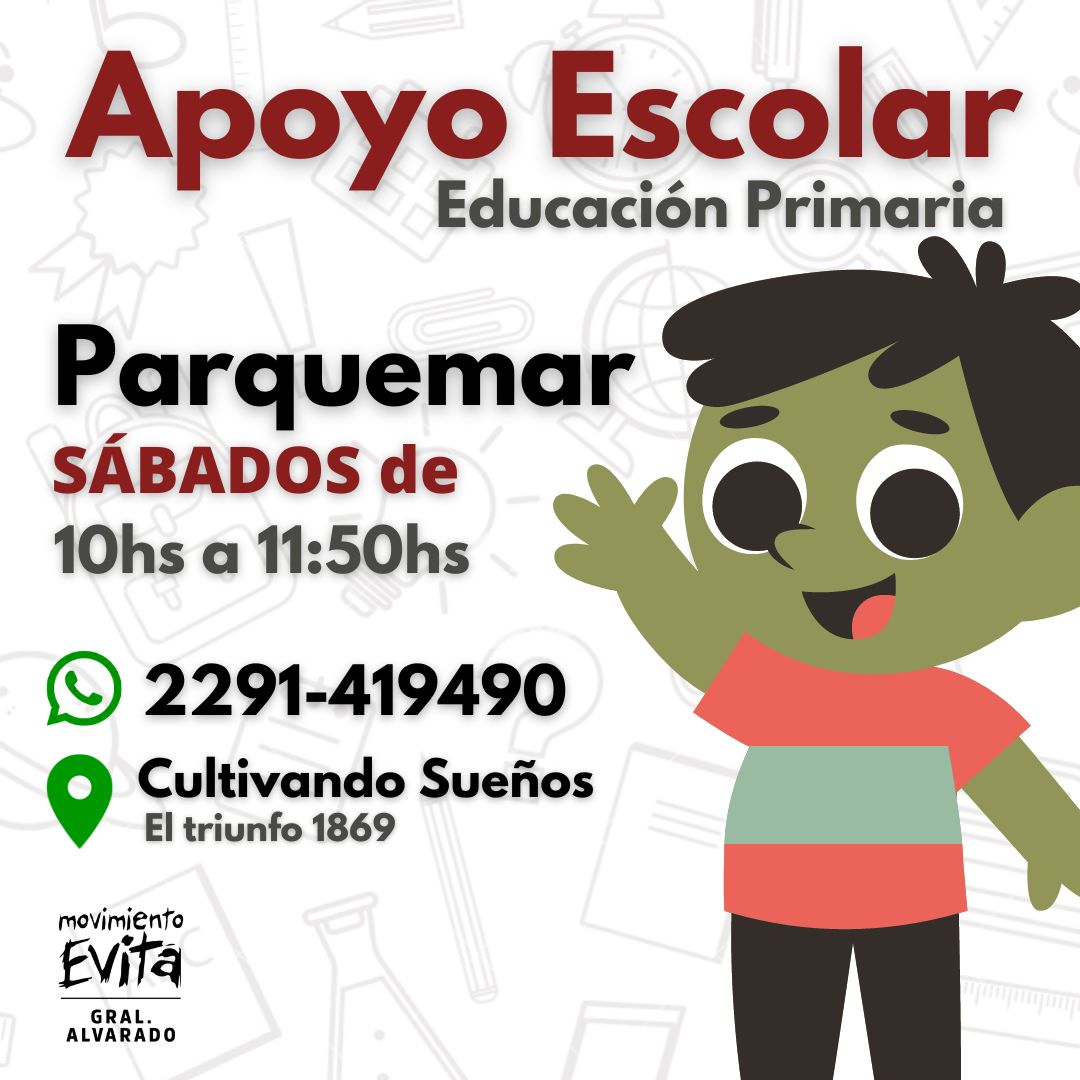 Apoyo Escolar
Educación Primaria
Parquemar
SÁBADOS de
10hs a 11:50hs
2291-419490
Cultivando Sueños
El triunfo 1869
movimiento
Evita
GRAL.
ALVARADO